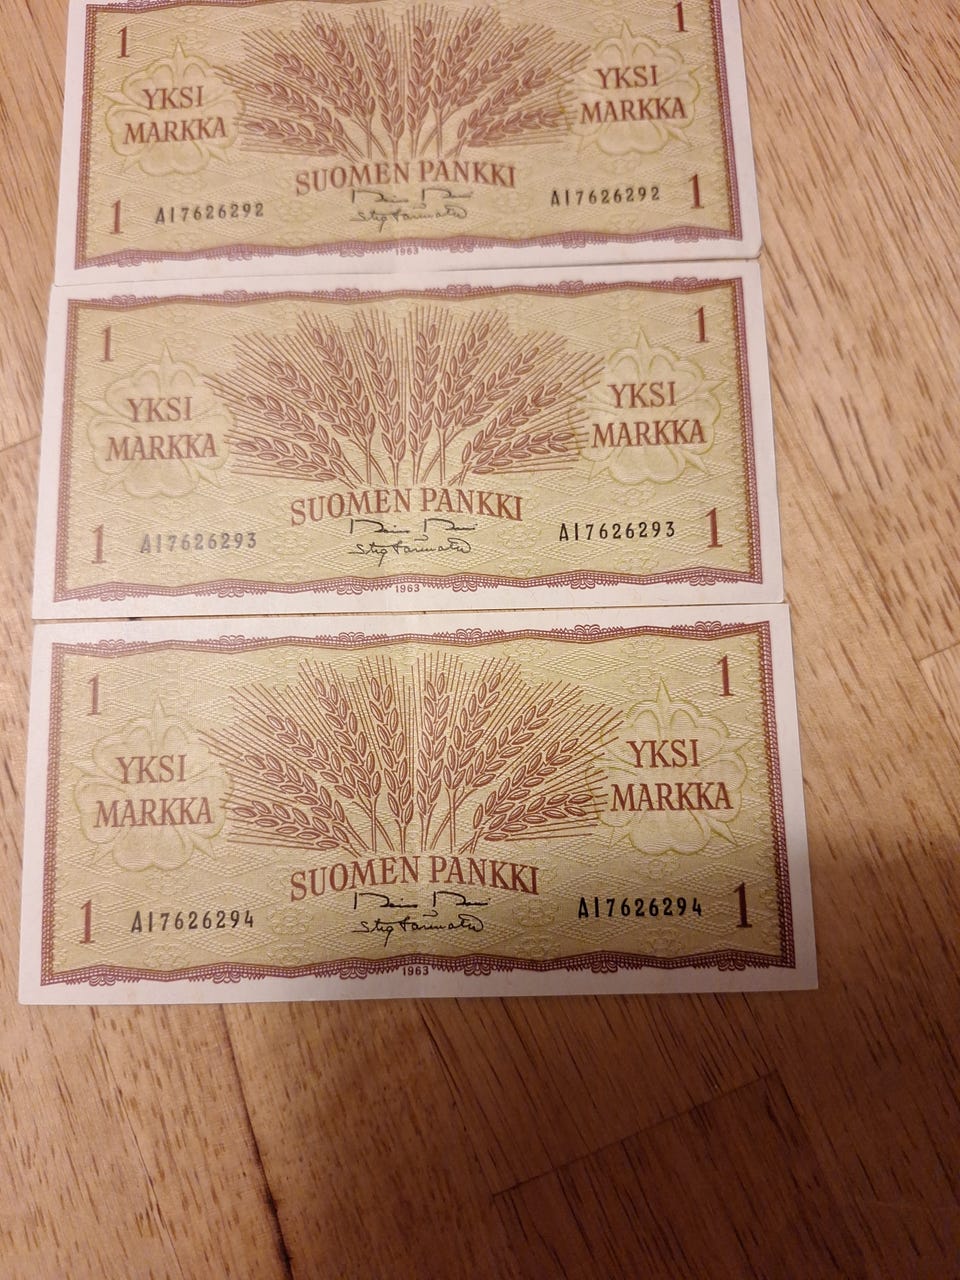 1 1
YKSI YKSI
MARKKA MARKKA
SUOMEN PANKKI
1 AI7626292 AI7626292 1
1963
1 1
YKSI YKSI
MARKKA MARKKA
SUOMEN PANKKI
1 AI7626293 AI7626293 1
1963
1 1
YKSI YKSI
MARKKA MARKKA
SUOMEN PANKKI
1 AI7626294 AI7626294 1
1963